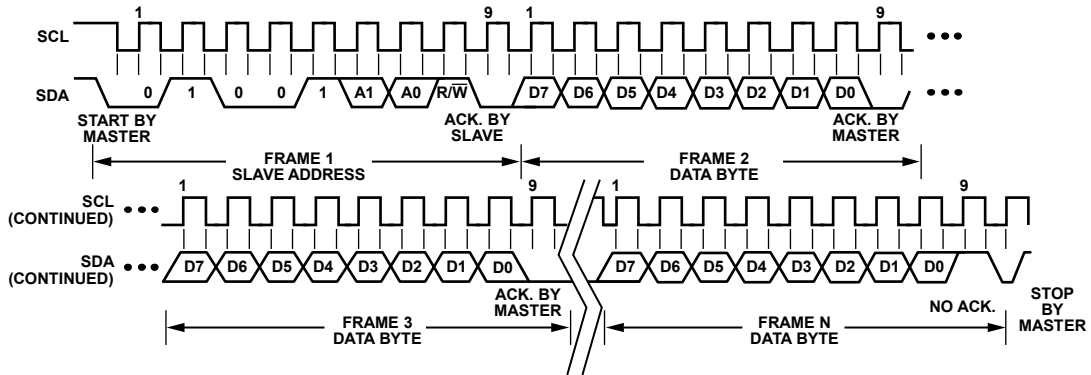 1 9 1 9
SCL
SDA 0 1 0 0 1 A1 A0 R/W̅ D7 D6 D5 D4 D3 D2 D1 D0
START BY MASTER
ACK. BY SLAVE
ACK. BY MASTER
FRAME 1
SLAVE ADDRESS
FRAME 2
DATA BYTE
1 9 1 9
SCL
(CONTINUED)
SDA
(CONTINUED)
D7 D6 D5 D4 D3 D2 D1 D0 D7 D6 D5 D4 D3 D2 D1 D0
ACK. BY
MASTER
NO ACK.
STOP
BY
MASTER
FRAME 3
DATA BYTE
FRAME N
DATA BYTE